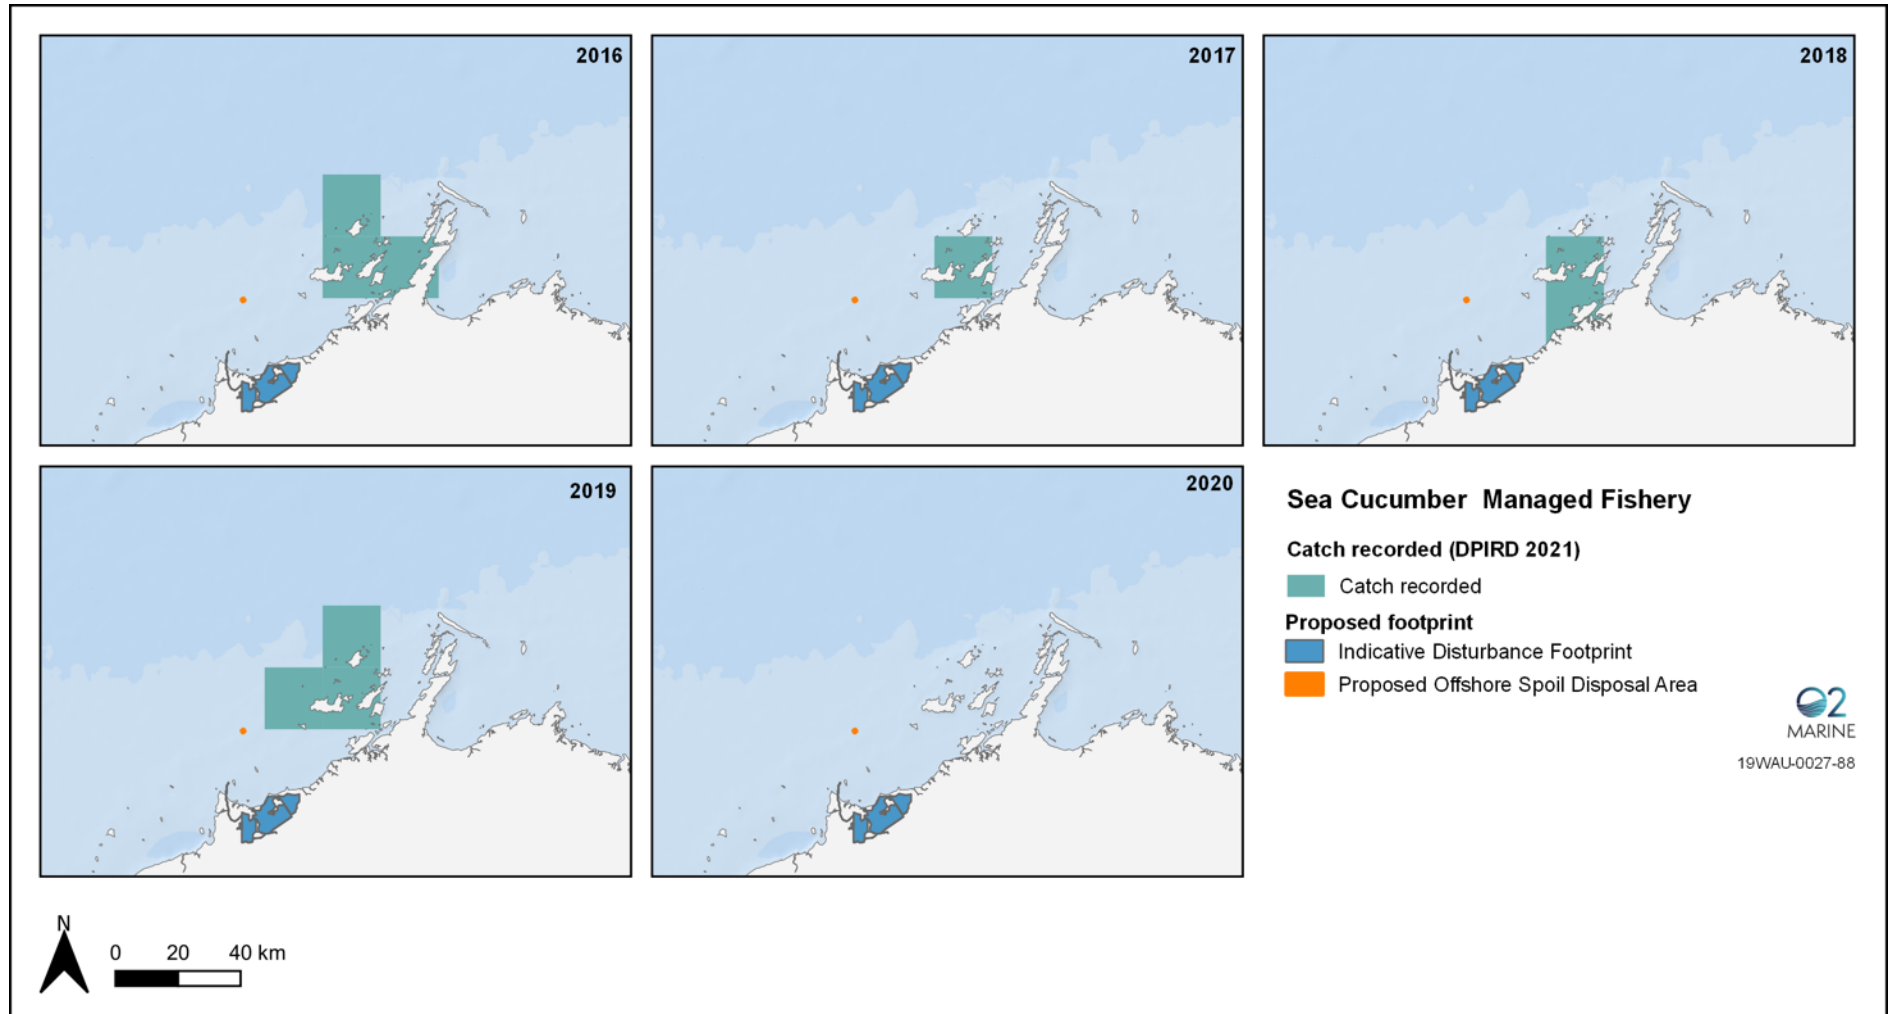 2016
2017
2018
2019
2020
Sea Cucumber  Managed Fishery
Catch recorded (DPIRD 2021)
Catch recorded
Proposed footprint
Indicative Disturbance Footprint
Proposed Offshore Spoil Disposal Area
O2
MARINE
19WAU-0027-88
N
0 20 40 km